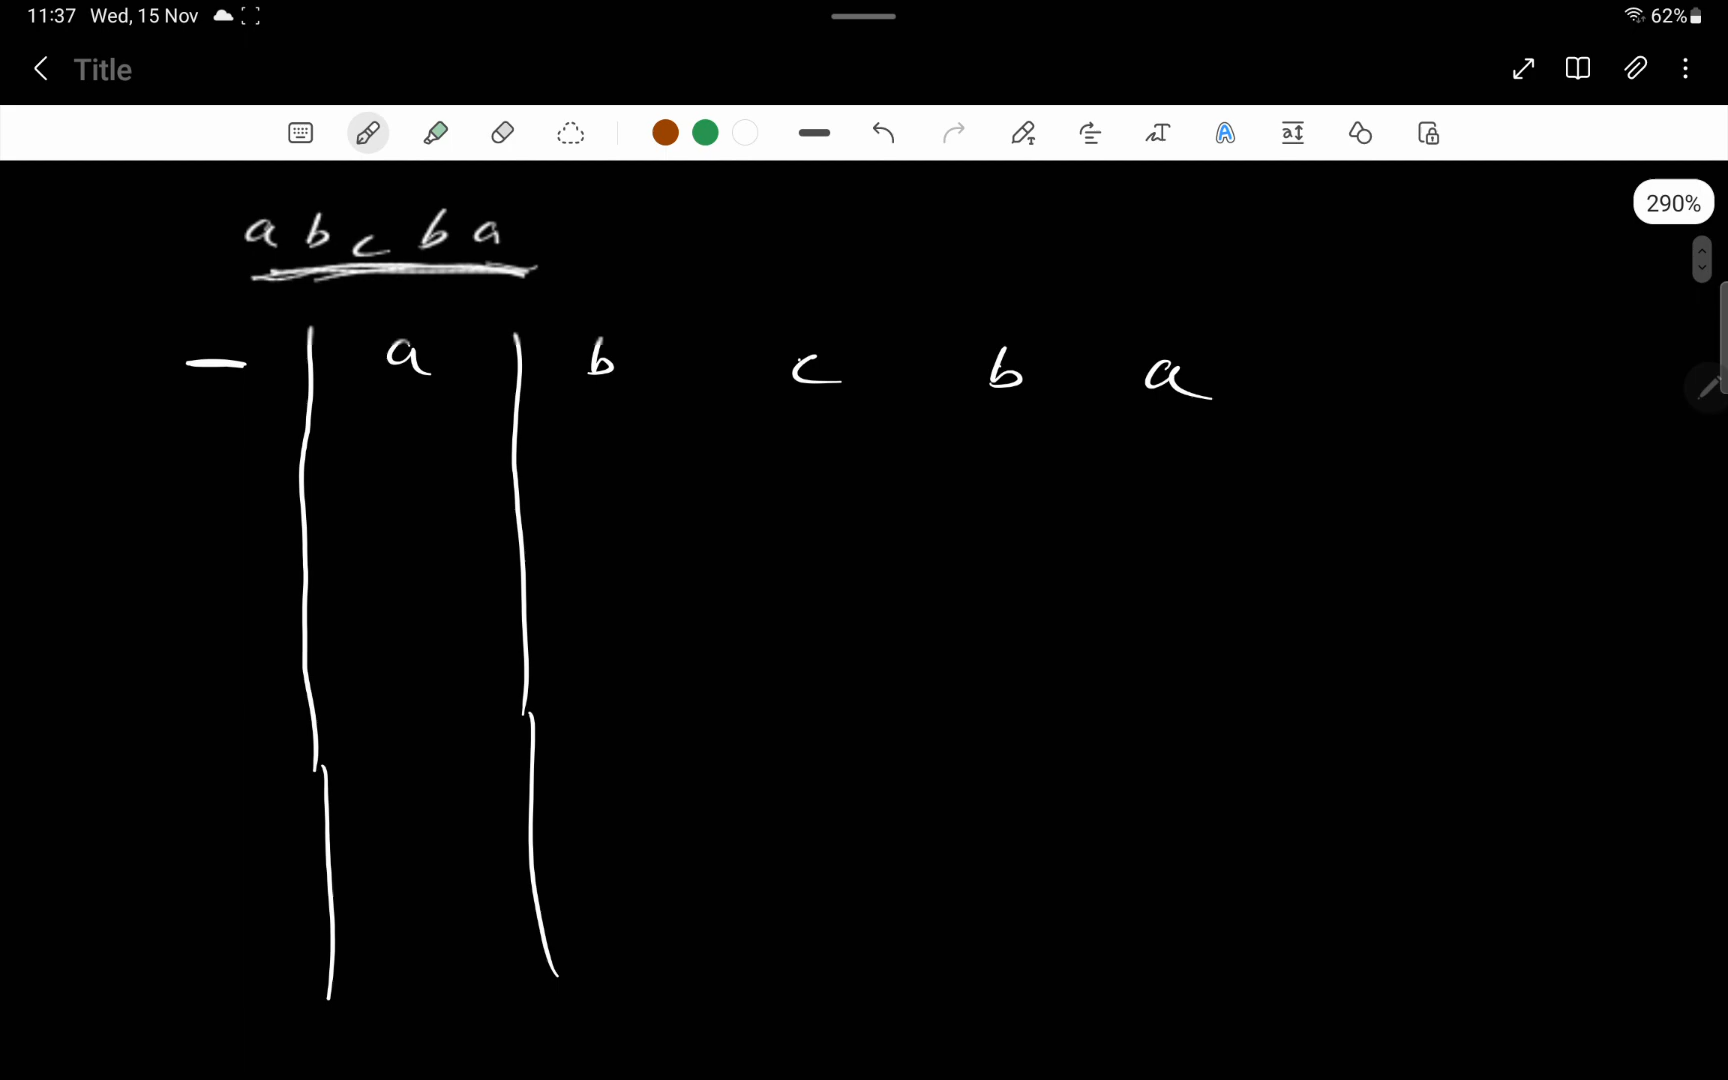 11:37 Wed, 15 Nov 62%
Title
290%
a b c b a
— | a | b c b a